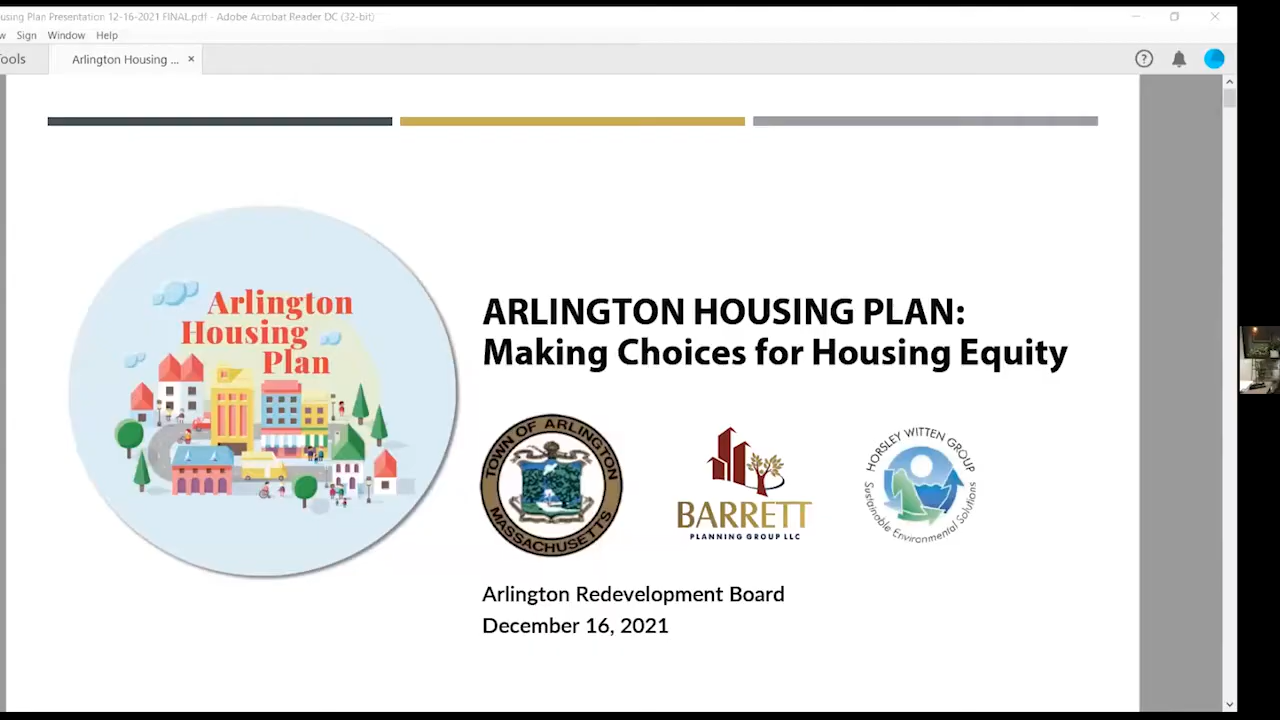 using Plan Presentation 12-16-2021 FINAL.pdf - Adobe Acrobat Reader DC (32-bit)
w Sign Window Help
Tools
Arlington Housing ... ×
Arlington
Housing
Plan
ARLINGTON HOUSING PLAN:
Making Choices for Housing Equity
TOWN OF ARLINGTON
MASSACHUSETTS
BARRETT
PLANNING GROUP LLC
HORSLEY WITTEN GROUP
Sustainable Environmental Solutions
Arlington Redevelopment Board
December 16, 2021